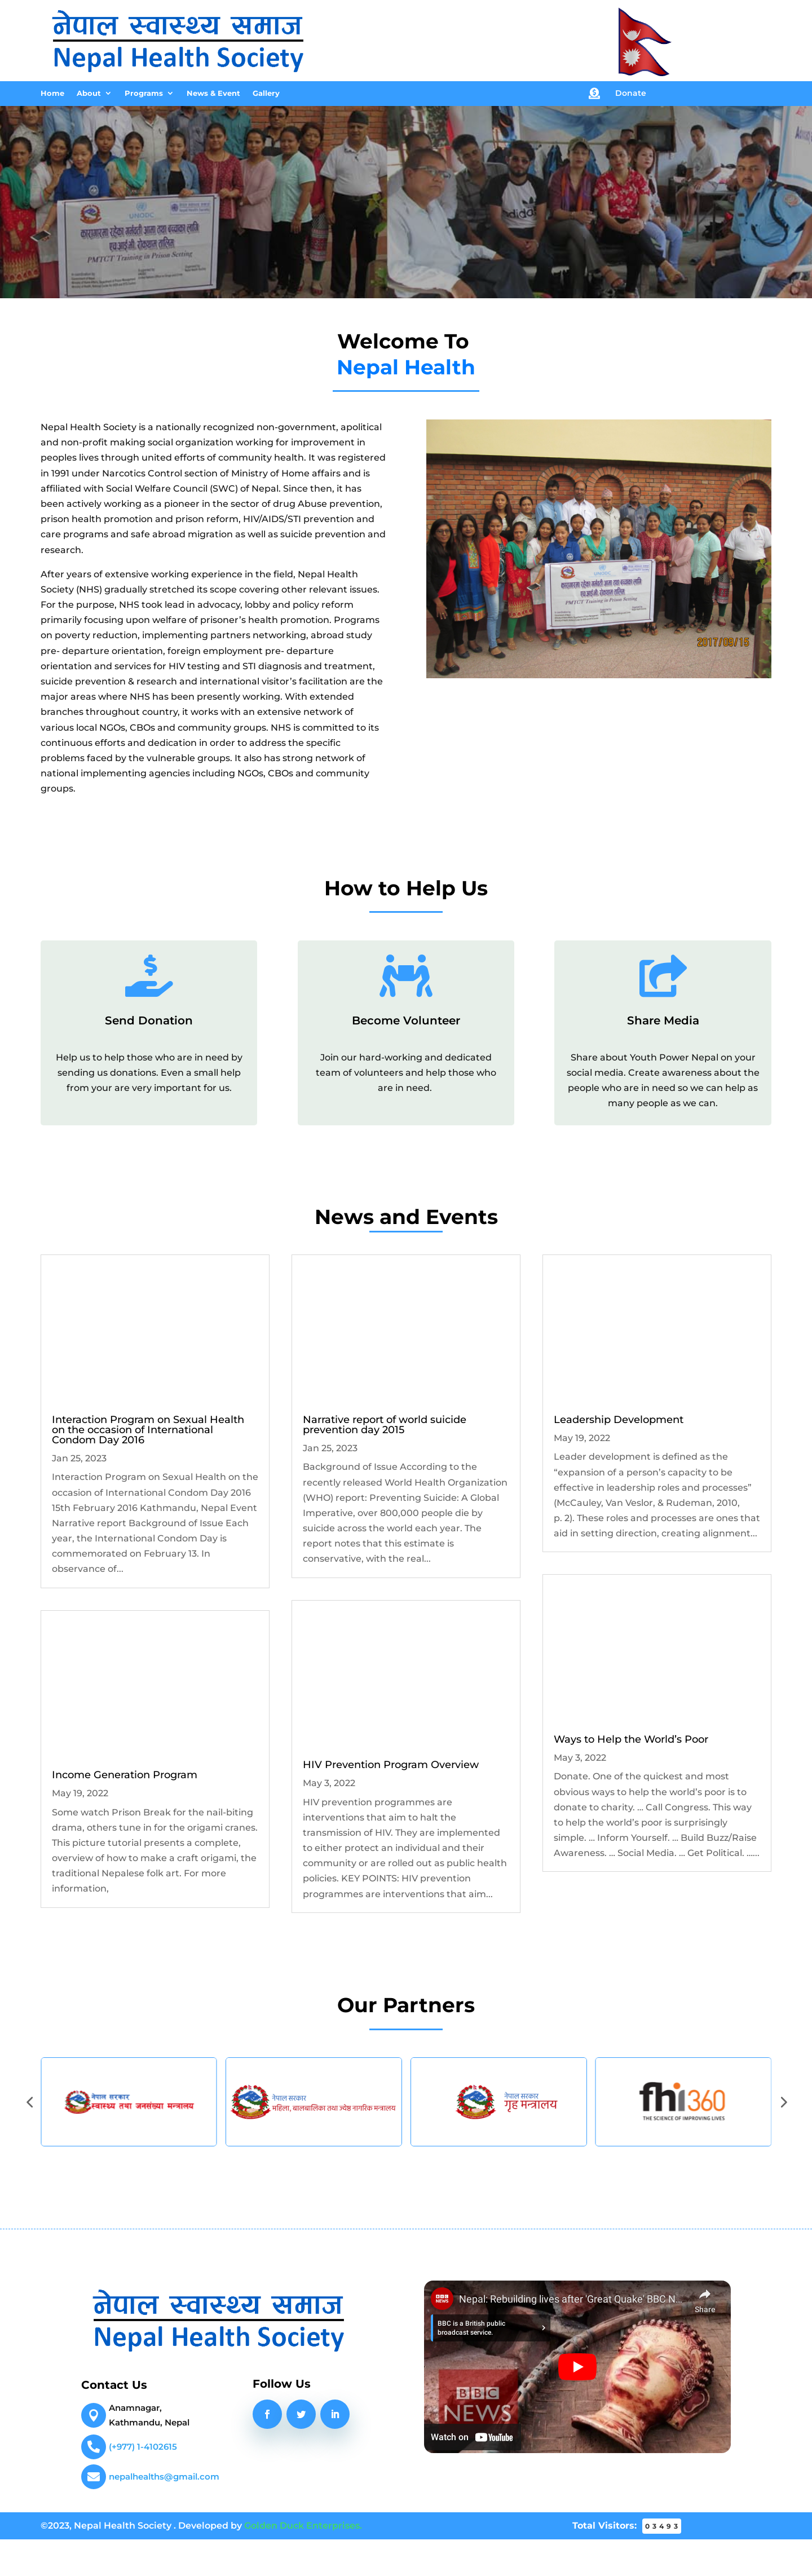 नेपाल स्वास्थ्य समाज
Nepal Health Society
Home About Programs News & Event Gallery Donate
UNODC
कारागारमा रहेका गर्भवती आमा तथा बच्चाका लागि
एच.आई.भी. रोकथाम तालिम
PMTCT Training in Prison Setting
adidas
Welcome To
Nepal Health
Nepal Health Society is a nationally recognized non-government, apolitical
and non-profit making social organization working for improvement in
peoples lives through united efforts of community health. It was registered
in 1991 under Narcotics Control section of Ministry of Home affairs and is
affiliated with Social Welfare Council (SWC) of Nepal. Since then, it has
been actively working as a pioneer in the sector of drug Abuse prevention,
prison health promotion and prison reform, HIV/AIDS/STI prevention and
care programs and safe abroad migration as well as suicide prevention and
research.
After years of extensive working experience in the field, Nepal Health
Society (NHS) gradually stretched its scope covering other relevant issues.
For the purpose, NHS took lead in advocacy, lobby and policy reform
primarily focusing upon welfare of prisoner's health promotion. Programs
on poverty reduction, implementing partners networking, abroad study
pre- departure orientation, foreign employment pre- departure
orientation and services for HIV testing and STI diagnosis and treatment,
suicide prevention & research and international visitor's facilitation are the
major areas where NHS has been presently working. With extended
branches throughout country, it works with an extensive network of
various local NGOs, CBOs and community groups. NHS is committed to its
continuous efforts and dedication in order to address the specific
problems faced by the vulnerable groups. It also has strong network of
national implementing agencies including NGOs, CBOs and community
groups.
PMTCT Training in Prison Setting
2017/09/15
How to Help Us
Send Donation
Help us to help those who are in need by
sending us donations. Even a small help
from your are very important for us.
Become Volunteer
Join our hard-working and dedicated
team of volunteers and help those who
are in need.
Share Media
Share about Youth Power Nepal on your
social media. Create awareness about the
people who are in need so we can help as
many people as we can.
News and Events
Interaction Program on Sexual Health
on the occasion of International
Condom Day 2016
Jan 25, 2023
Interaction Program on Sexual Health on the
occasion of International Condom Day 2016
15th February 2016 Kathmandu, Nepal Event
Narrative report Background of Issue Each
year, the International Condom Day is
commemorated on February 13. In
observance of...
Narrative report of world suicide
prevention day 2015
Jan 25, 2023
Background of Issue According to the
recently released World Health Organization
(WHO) report: Preventing Suicide: A Global
Imperative, over 800,000 people die by
suicide across the world each year. The
report notes that this estimate is
conservative, with the real...
Leadership Development
May 19, 2022
Leader development is defined as the
"expansion of a person's capacity to be
effective in leadership roles and processes"
(McCauley, Van Veslor, & Rudeman, 2010,
p. 2). These roles and processes are ones that
aid in setting direction, creating alignment...
Income Generation Program
May 19, 2022
Some watch Prison Break for the nail-biting
drama, others tune in for the origami cranes.
This picture tutorial presents a complete,
overview of how to make a craft origami, the
traditional Nepalese folk art. For more
information,
HIV Prevention Program Overview
May 3, 2022
HIV prevention programmes are
interventions that aim to halt the
transmission of HIV. They are implemented
to either protect an individual and their
community or are rolled out as public health
policies. KEY POINTS: HIV prevention
programmes are interventions that aim...
Ways to Help the World's Poor
May 3, 2022
Donate. One of the quickest and most
obvious ways to help the world's poor is to
donate to charity. ... Call Congress. This way
to help the world's poor is surprisingly
simple. ... Inform Yourself. ... Build Buzz/Raise
Awareness. ... Social Media. ... Get Political. ......
Our Partners
नेपाल सरकार
स्वास्थ्य तथा जनसंख्या मन्त्रालय
नेपाल सरकार
महिला, बालबालिका तथा ज्येष्ठ नागरिक मन्त्रालय
नेपाल सरकार
गृह मन्त्रालय
fhi360
THE SCIENCE OF IMPROVING LIVES
नेपाल स्वास्थ्य समाज
Nepal Health Society
Contact Us
Anamnagar,
Kathmandu, Nepal
(+977) 1-4102615
nepalhealths@gmail.com
Follow Us
BBC NEWS
Nepal: Rebuilding lives after 'Great Quake' BBC N...
Share
BBC is a British public
broadcast service.
BBC
NEWS
Watch on YouTube
©2023, Nepal Health Society . Developed by Golden Duck Enterprises.
Total Visitors: 03493